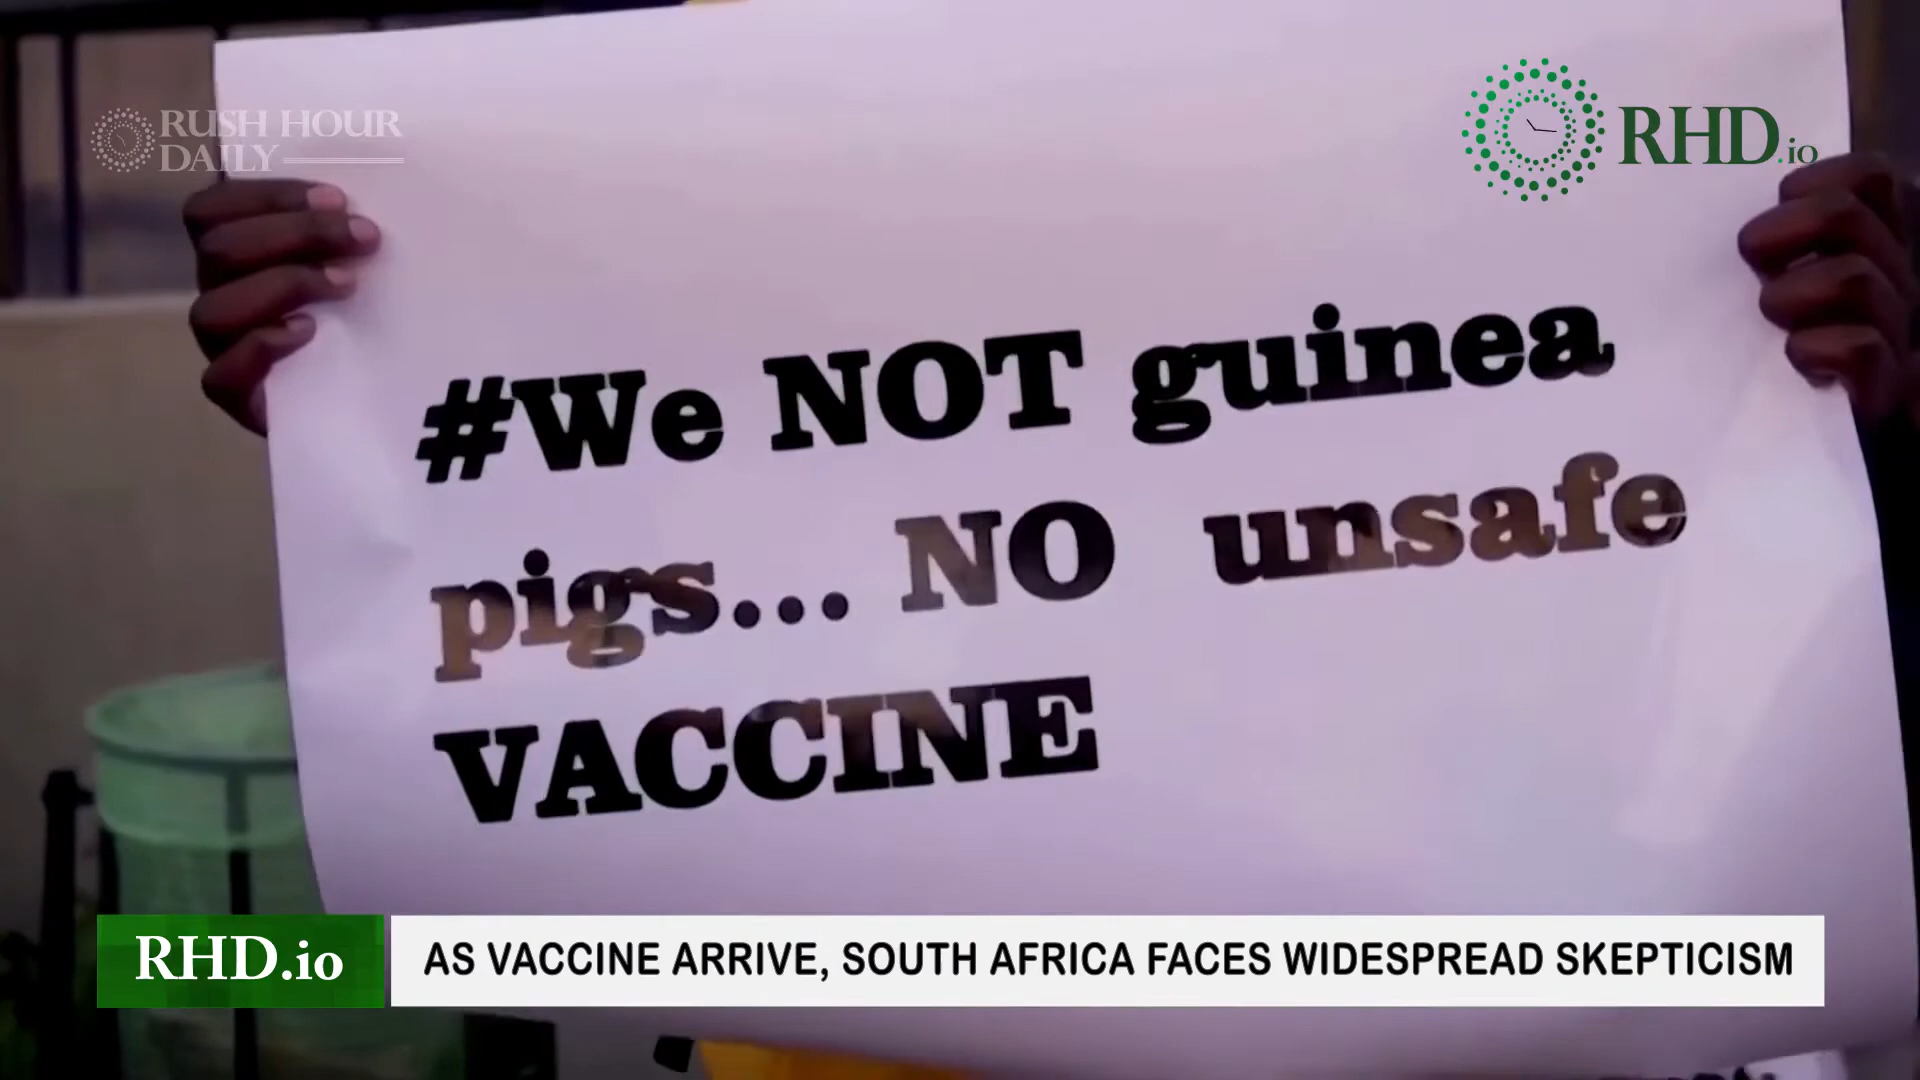 RUSH HOUR
DAILY
RHD.io
#We NOT guinea
pigs... NO unsafe
VACCINE
RHD.io
AS VACCINE ARRIVE, SOUTH AFRICA FACES WIDESPREAD SKEPTICISM